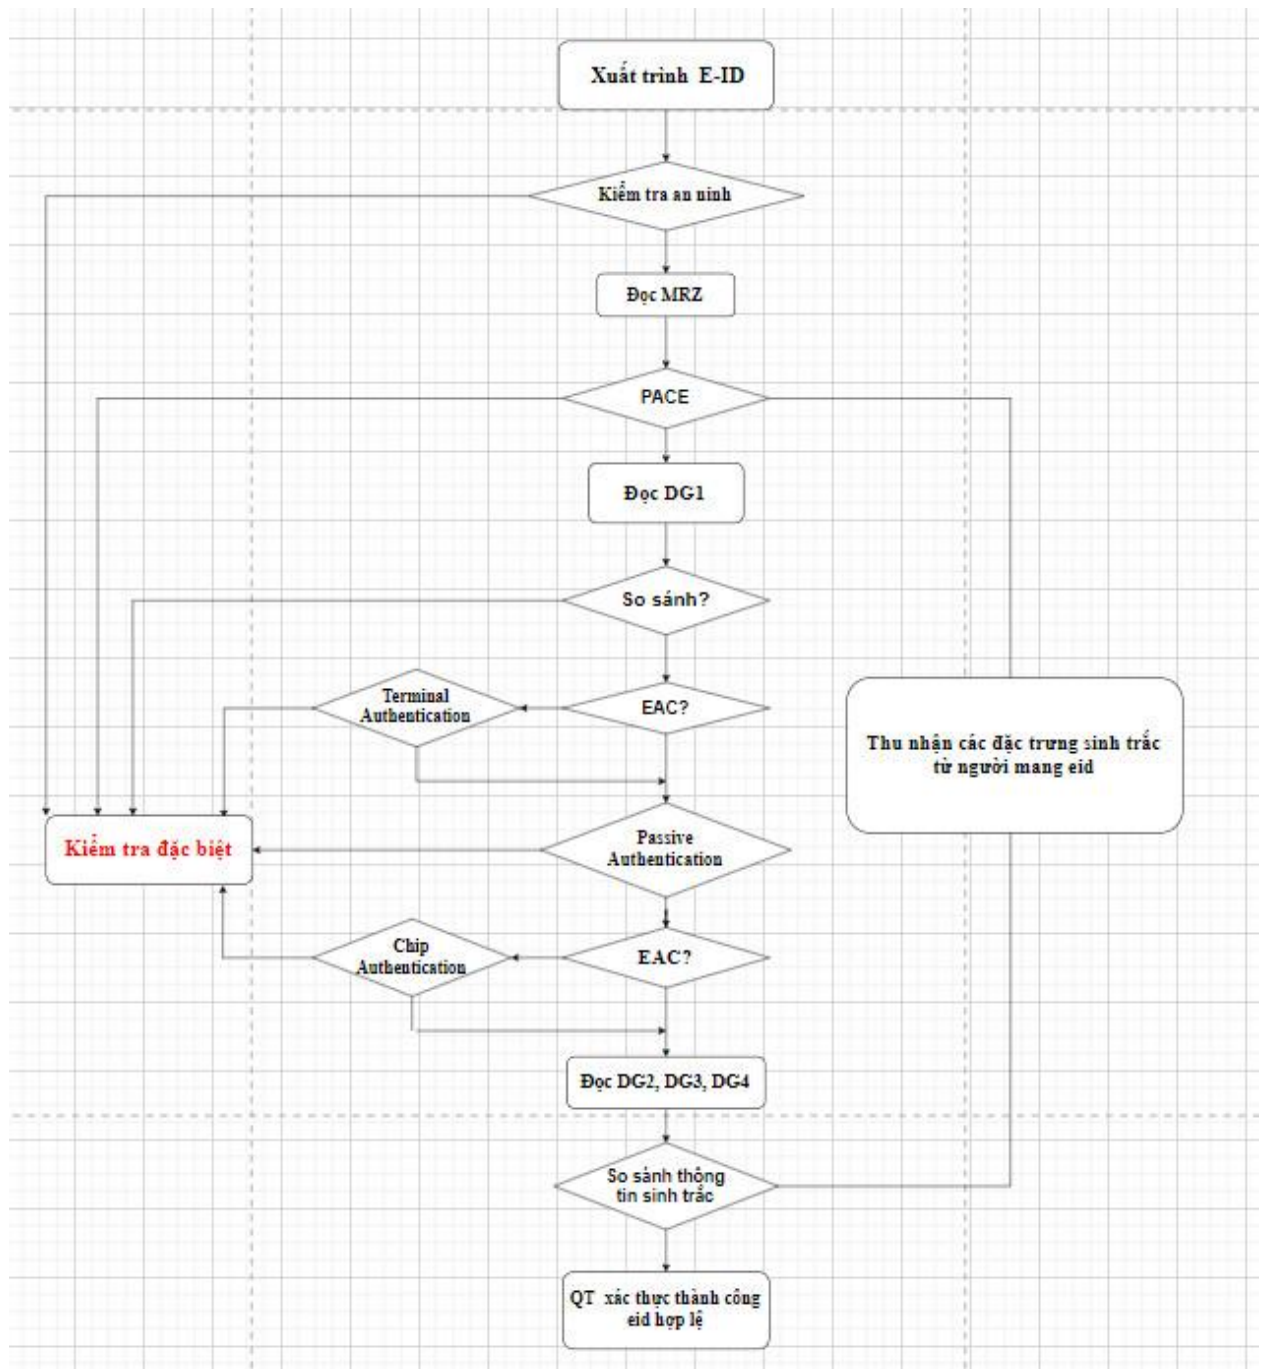 Xuất trình E-ID
Kiểm tra an ninh
Đọc MRZ
PACE
Đọc DG1
So sánh?
Terminal
Authentication
EAC?
Thu nhận các đặc trưng sinh trắc
từ người mang eid
Kiểm tra đặc biệt
Passive
Authentication
Chip
Authentication
EAC?
Đọc DG2, DG3, DG4
So sánh thông
tin sinh trắc
QT xác thực thành công
eid hợp lệ